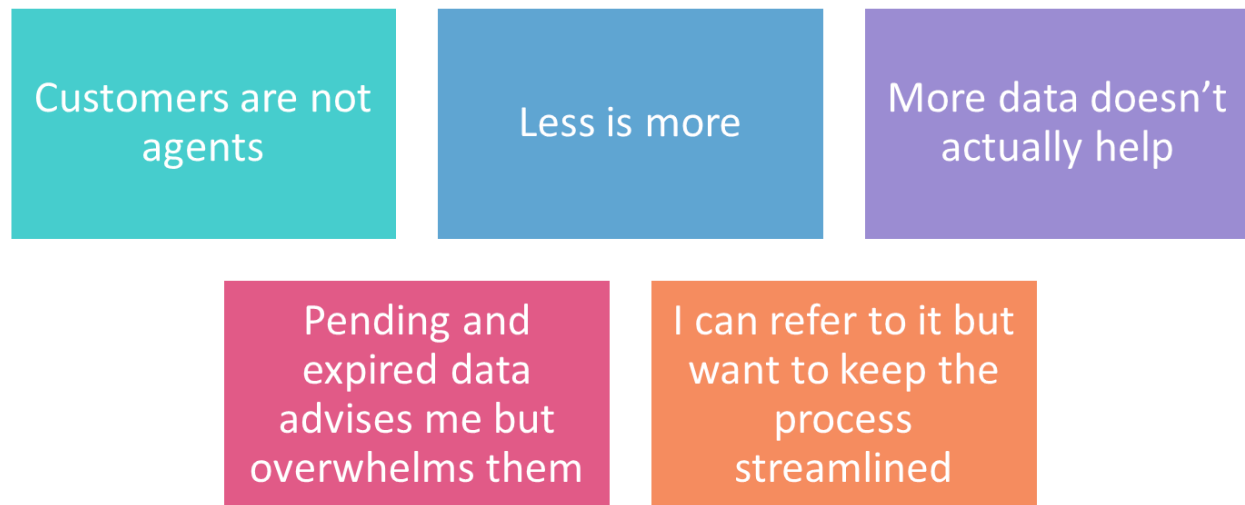 Customers are not
agents
Less is more
More data doesn’t
actually help
Pending and
expired data
advises me but
overwhelms them
I can refer to it but
want to keep the
process
streamlined